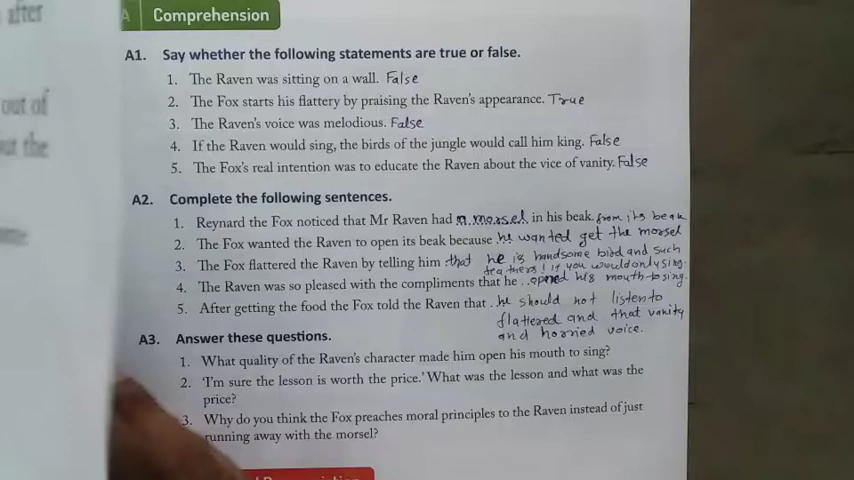 after
out of
but the
A Comprehension
A1. Say whether the following statements are true or false.
1. The Raven was sitting on a wall. False
2. The Fox starts his flattery by praising the Raven's appearance. True
3. The Raven's voice was melodious. False
4. If the Raven would sing, the birds of the jungle would call him king. False
5. The Fox's real intention was to educate the Raven about the vice of vanity. False
A2. Complete the following sentences.
1. Reynard the Fox noticed that Mr Raven had a morsel in his beak. from its beak
2. The Fox wanted the Raven to open its beak because he wanted get the morsel
3. The Fox flattered the Raven by telling him that he is handsome bird and such
feathers! if you would only sing.
4. The Raven was so pleased with the compliments that he ..opened his mouth to sing.
5. After getting the food the Fox told the Raven that . he should not listen to
flattered and that vanity
and horried voice.
A3. Answer these questions.
1. What quality of the Raven's character made him open his mouth to sing?
2. 'I'm sure the lesson is worth the price.' What was the lesson and what was the
price?
3. Why do you think the Fox preaches moral principles to the Raven instead of just
running away with the morsel?